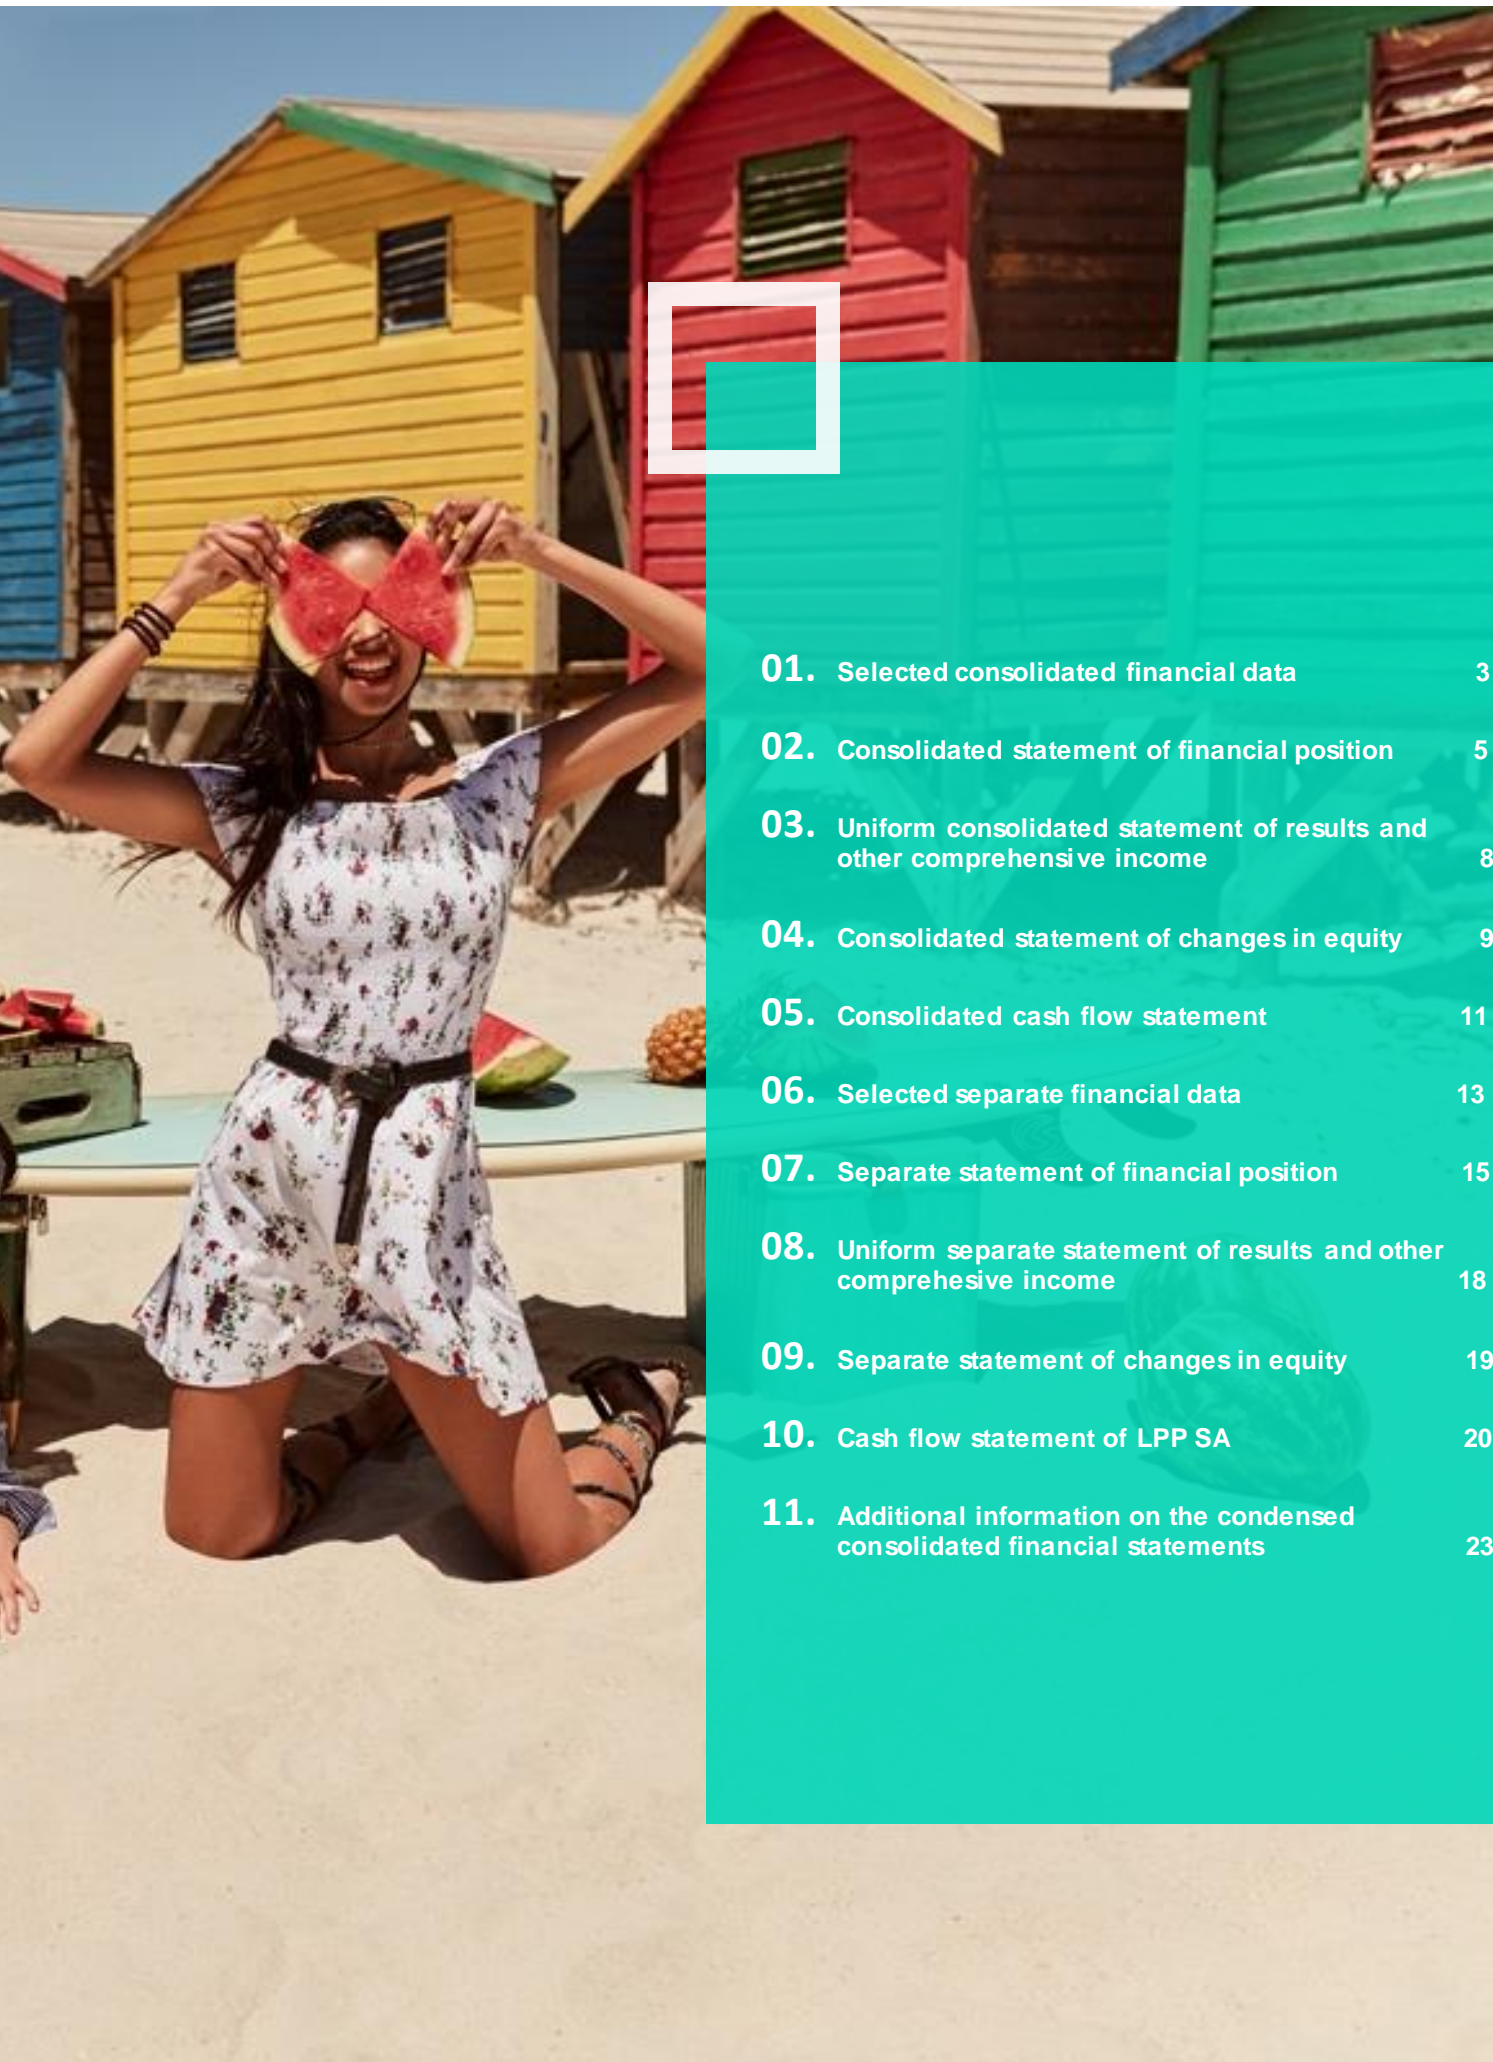 01. Selected consolidated financial data 3
02. Consolidated statement of financial position 5
03. Uniform consolidated statement of results and
other comprehensive income 8
04. Consolidated statement of changes in equity 9
05. Consolidated cash flow statement 11
06. Selected separate financial data 13
07. Separate statement of financial position 15
08. Uniform separate statement of results and other
comprehesive income 18
09. Separate statement of changes in equity 19
10. Cash flow statement of LPP SA 20
11. Additional information on the condensed
consolidated financial statements 23